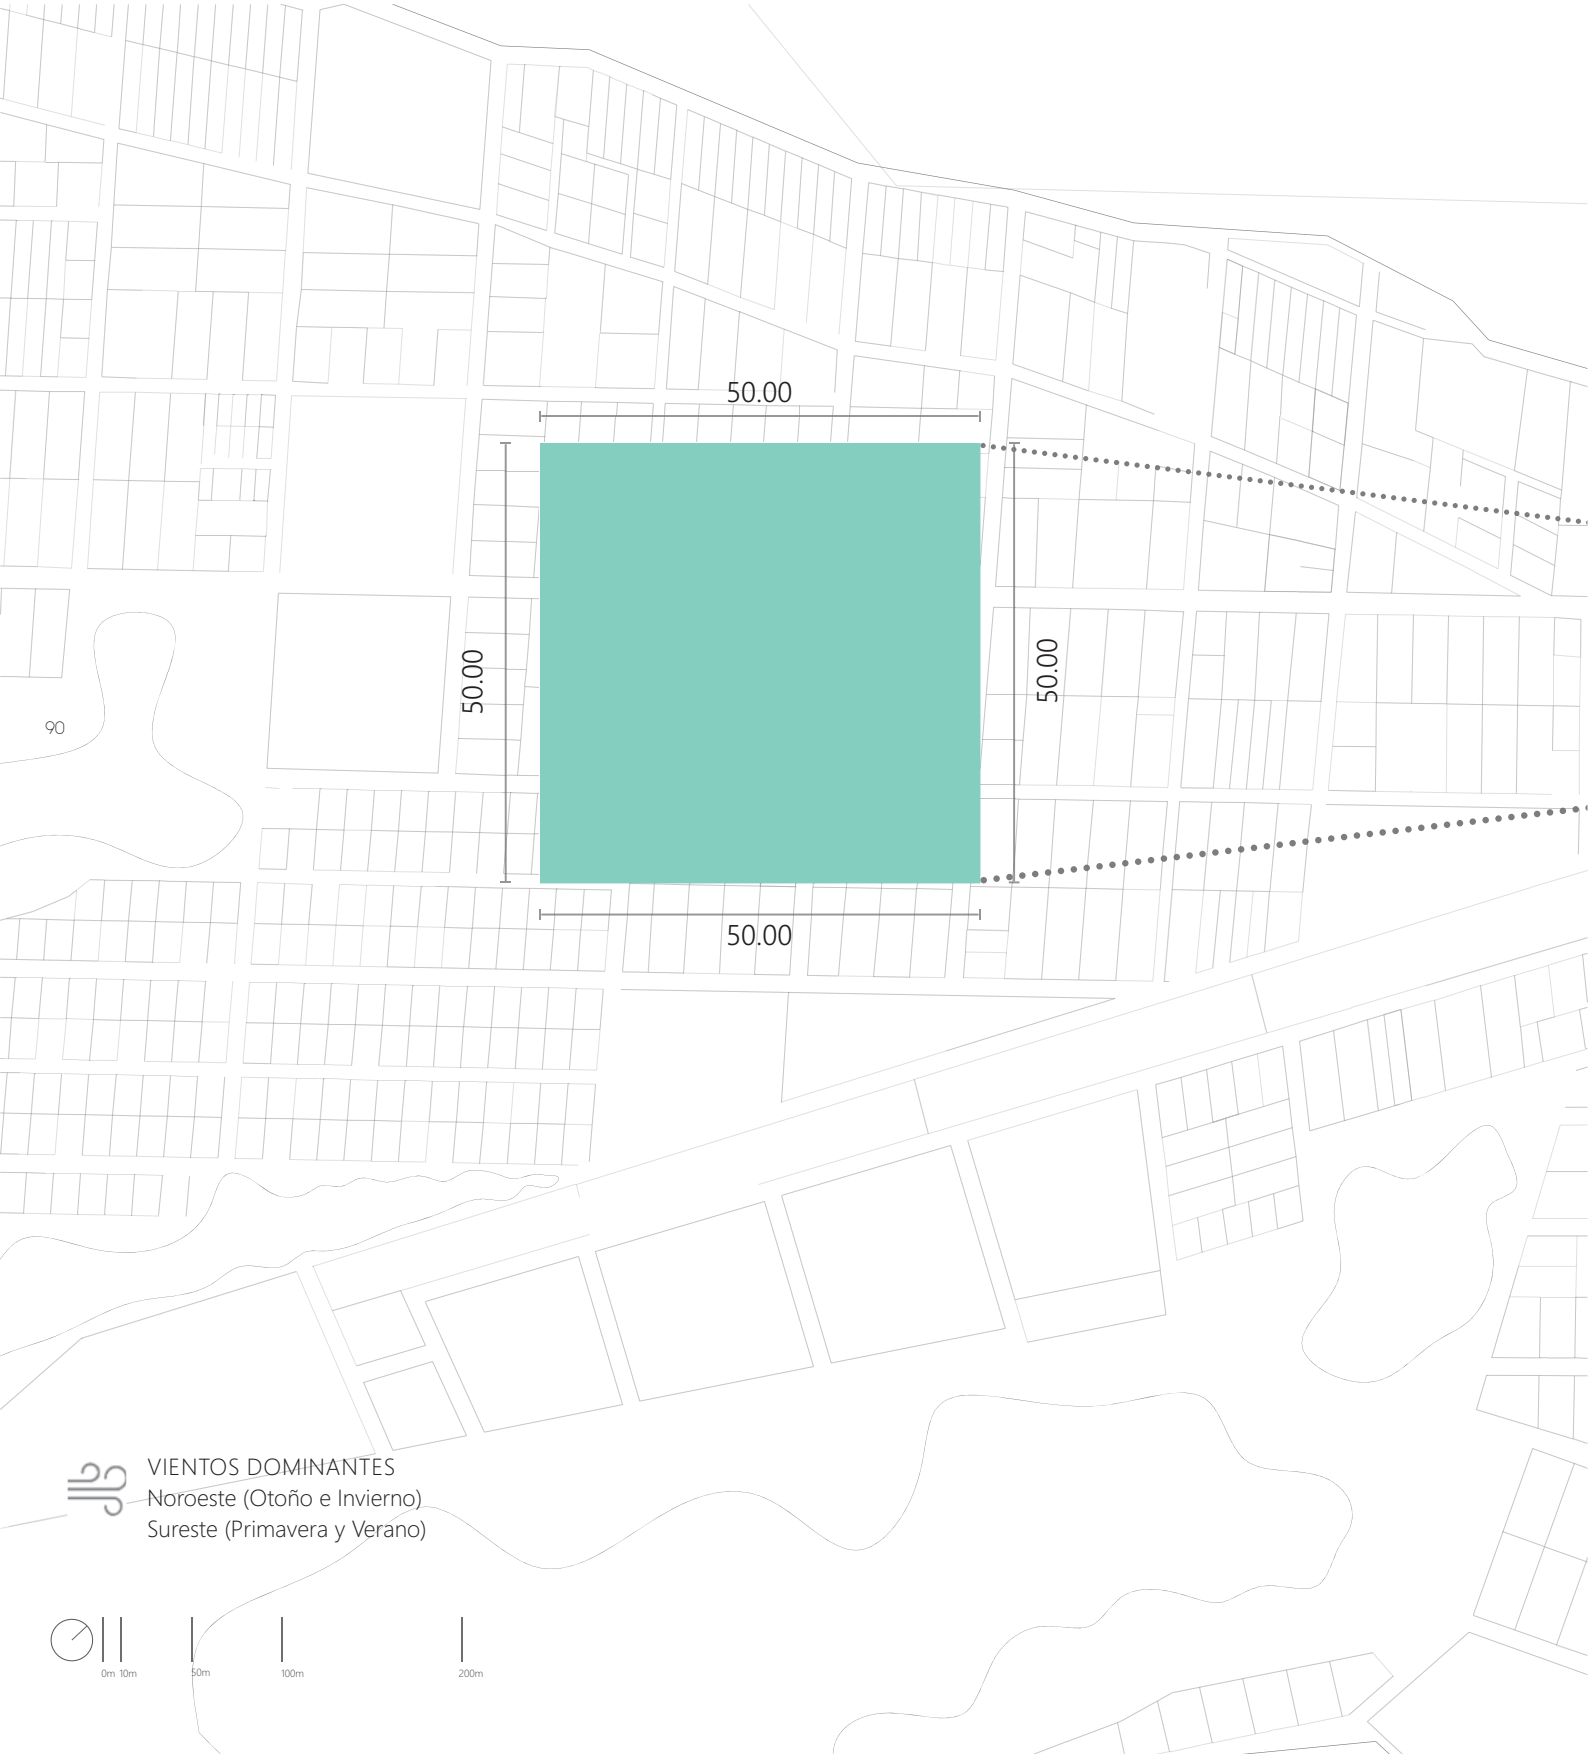 50.00
50.00
50.00
90
50.00
VIENTOS DOMINANTES
Noroeste (Otoño e Invierno)
Sureste (Primavera y Verano)
0m 10m 50m 100m 200m